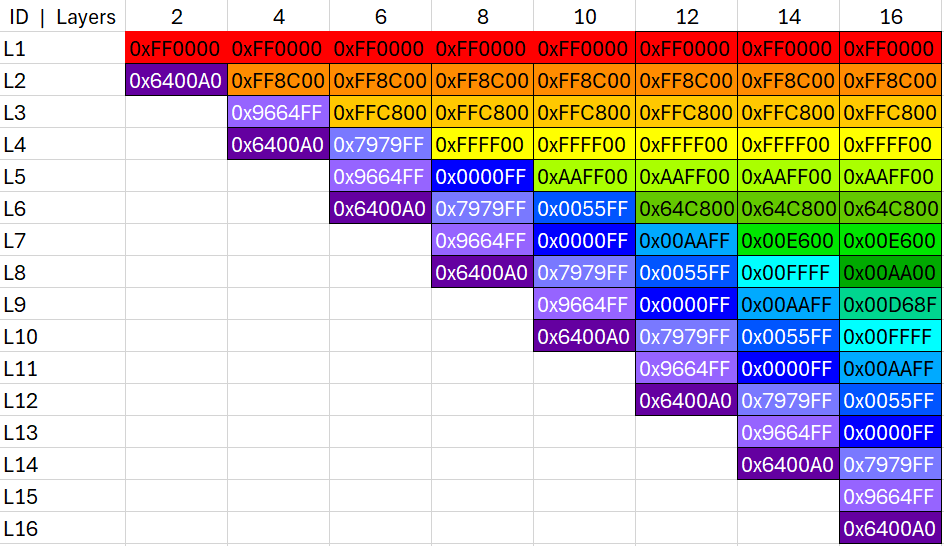 ID | Layers 2 4 6 8 10 12 14 16
L1 0xFF0000 0xFF0000 0xFF0000 0xFF0000 0xFF0000 0xFF0000 0xFF0000 0xFF0000
L2 0x6400A0 0xFF8C00 0xFF8C00 0xFF8C00 0xFF8C00 0xFF8C00 0xFF8C00 0xFF8C00
L3 0x9664FF 0xFFC800 0xFFC800 0xFFC800 0xFFC800 0xFFC800 0xFFC800
L4 0x6400A0 0x7979FF 0xFFFF00 0xFFFF00 0xFFFF00 0xFFFF00 0xFFFF00
L5 0x9664FF 0x0000FF 0xAAFF00 0xAAFF00 0xAAFF00 0xAAFF00
L6 0x6400A0 0x7979FF 0x0055FF 0x64C800 0x64C800 0x64C800
L7 0x9664FF 0x0000FF 0x00AAFF 0x00E600 0x00E600
L8 0x6400A0 0x7979FF 0x0055FF 0x00FFFF 0x00AA00
L9 0x9664FF 0x0000FF 0x00AAFF 0x00D68F
L10 0x6400A0 0x7979FF 0x0055FF 0x00FFFF
L11 0x9664FF 0x0000FF 0x00AAFF
L12 0x6400A0 0x7979FF 0x0055FF
L13 0x9664FF 0x0000FF
L14 0x6400A0 0x7979FF
L15 0x9664FF
L16 0x6400A0